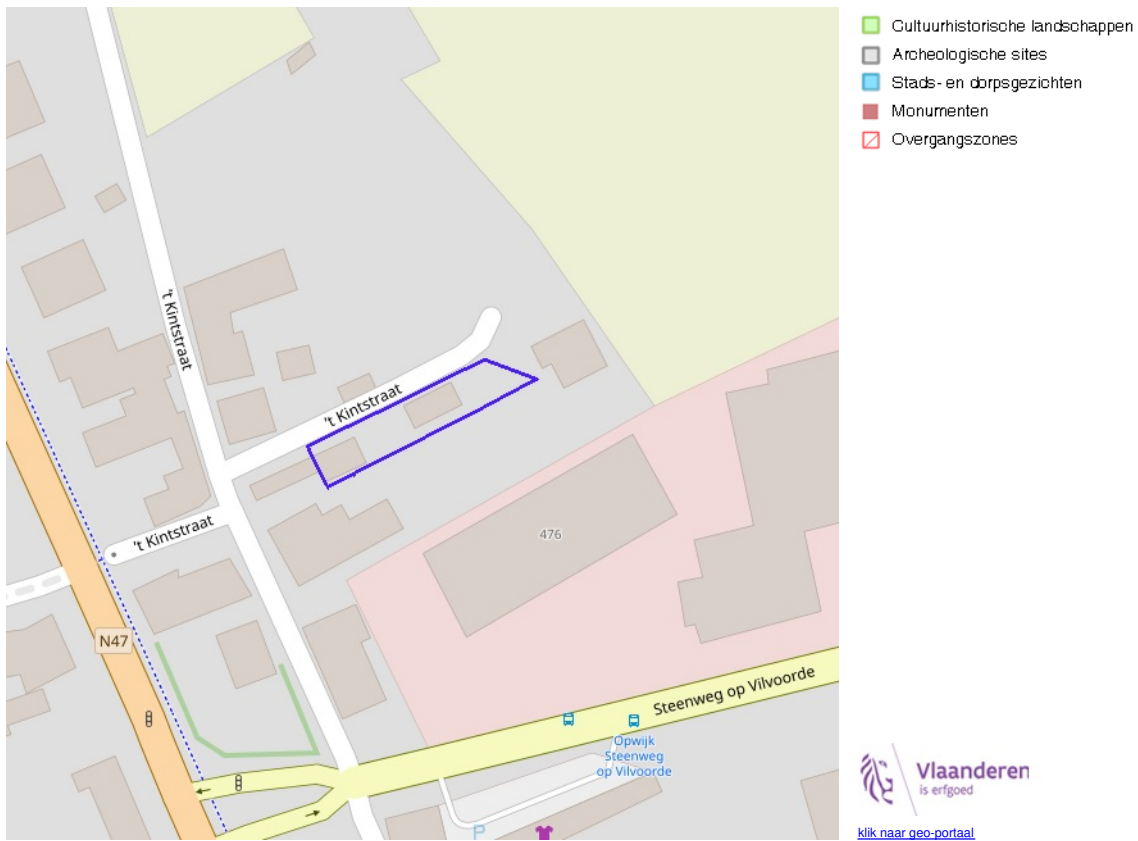 Cultuurhistorische landschappen
Archeologische sites
Stads- en dorpsgezichten
Monumenten
Overgangszones
't Kintstraat
't Kintstraat
't Kintstraat
476
N47
Steenweg op Vilvoorde
Opwijk
Steenweg
op Vilvoorde
P
Vlaanderen
is erfgoed
klik naar geo-portaal